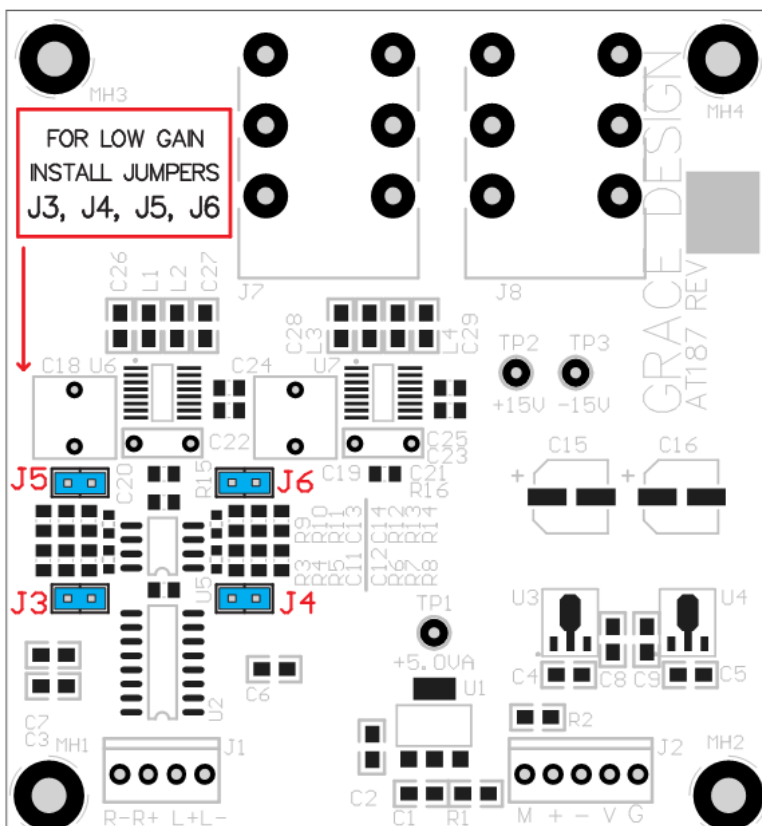 MH3
MH4
FOR LOW GAIN
INSTALL JUMPERS
J3, J4, J5, J6
GRACE DESIGN
AT187 REV
J7
J8
C26
L1
L2
C27
C28
L3
L4
C29
TP2
TP3
+15V
-15V
C18
U6
C24
U7
C22
C25
C23
C20
R15
C19
C21
R16
C15
C16
+
+
J5
J6
R9
R10
R11
C13
C14
R12
R13
R14
R3
R4
R5
C11
C12
R6
R7
R8
J3
J4
U5
TP1
+5.0VA
U3
U4
C4
C8
C9
C5
C6
U2
U1
R2
C7
C3
MH1
J1
C2
C1
R1
J2
MH2
R-R+ L+L-
M + - V G